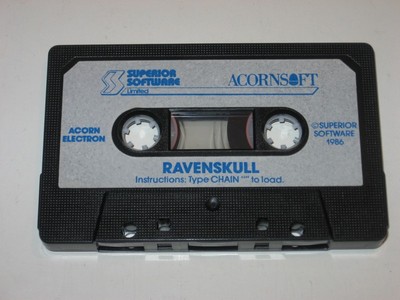 SUPERIOR
SOFTWARE
Limited
ACORNSOFT
ACORN
ELECTRON
©SUPERIOR
SOFTWARE
1986
RAVENSKULL
Instructions: Type CHAIN "" to load.